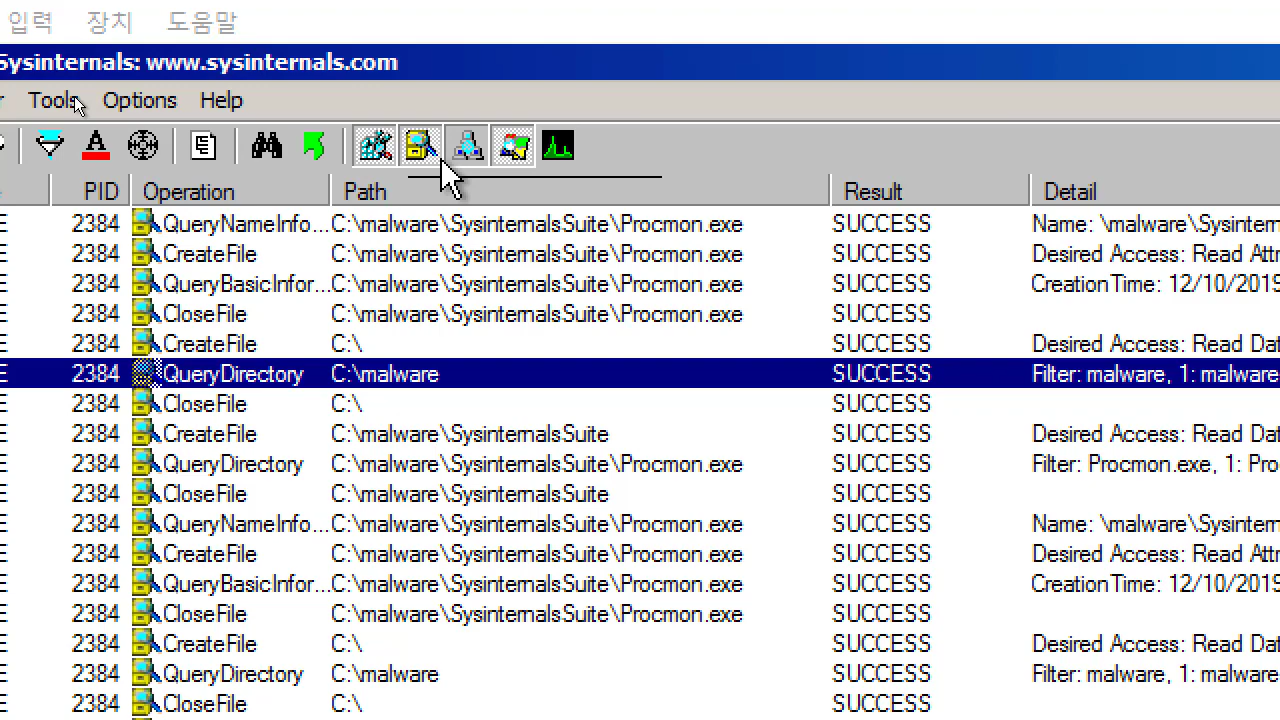 입력 장치 도움말
Sysinternals: www.sysinternals.com
Tools Options Help
PID Operation Path Result Detail
E 2384 QueryNameInfo... C:\malware\SysinternalsSuite\Procmon.exe SUCCESS Name: \malware\Sysintern
E 2384 CreateFile C:\malware\SysinternalsSuite\Procmon.exe SUCCESS Desired Access: Read Attr
E 2384 QueryBasicInfor... C:\malware\SysinternalsSuite\Procmon.exe SUCCESS CreationTime: 12/10/2019
E 2384 CloseFile C:\malware\SysinternalsSuite\Procmon.exe SUCCESS
E 2384 CreateFile C:\ SUCCESS Desired Access: Read Dat
E 2384 QueryDirectory C:\malware SUCCESS Filter: malware, 1: malware
E 2384 CloseFile C:\ SUCCESS
E 2384 CreateFile C:\malware\SysinternalsSuite SUCCESS Desired Access: Read Dat
E 2384 QueryDirectory C:\malware\SysinternalsSuite\Procmon.exe SUCCESS Filter: Procmon.exe, 1: Pro
E 2384 CloseFile C:\malware\SysinternalsSuite SUCCESS
E 2384 QueryNameInfo... C:\malware\SysinternalsSuite\Procmon.exe SUCCESS Name: \malware\Sysintern
E 2384 CreateFile C:\malware\SysinternalsSuite\Procmon.exe SUCCESS Desired Access: Read Attr
E 2384 QueryBasicInfor... C:\malware\SysinternalsSuite\Procmon.exe SUCCESS CreationTime: 12/10/2019
E 2384 CloseFile C:\malware\SysinternalsSuite\Procmon.exe SUCCESS
E 2384 CreateFile C:\ SUCCESS Desired Access: Read Dat
E 2384 QueryDirectory C:\malware SUCCESS Filter: malware, 1: malware
E 2384 CloseFile C:\ SUCCESS